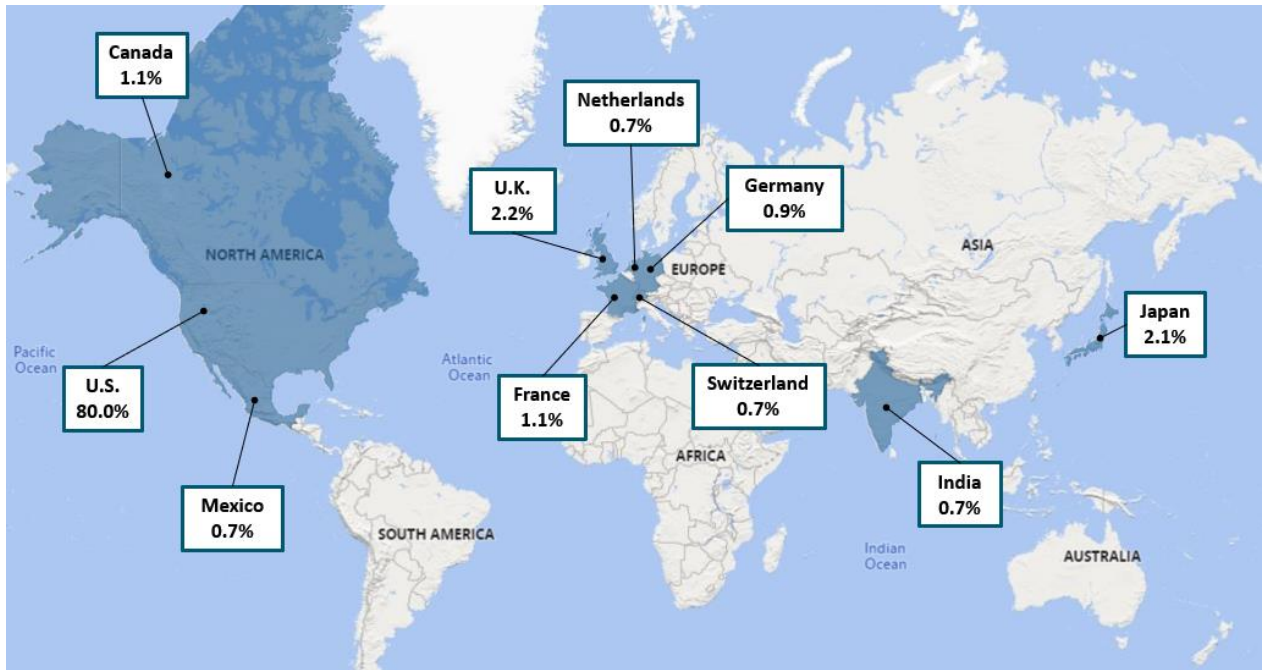 Canada
1.1%
Netherlands
0.7%
U.K.
2.2%
Germany
0.9%
NORTH AMERICA
ASIA
EUROPE
Japan
2.1%
Pacific
Ocean
Atlantic
Ocean
U.S.
80.0%
France
1.1%
Switzerland
0.7%
AFRICA
India
0.7%
Mexico
0.7%
SOUTH AMERICA
Indian
Ocean
AUSTRALIA